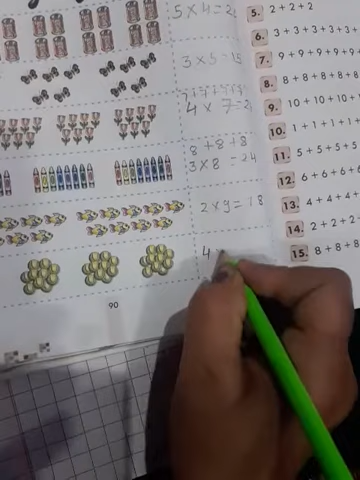 5 x 4 = 2
3 x 5 = 15
4 x 7 = 2
8 + 8 + 8
3 x 8 = 24
2 x 9 = 18
4
90
5. 2 + 2 + 2
6. 3 + 3 + 3 + 3
7. 9 + 9 + 9 + 9
8. 8 + 8 + 8 + 8
9. 10 + 10 + 10 +
10. 1 + 1 + 1 + 1
11. 5 + 5 + 5 + 5
12. 6 + 6 + 6 + 6
13. 4 + 4 + 4 +
14. 2 + 2 + 2
15. 8 + 8 + 8